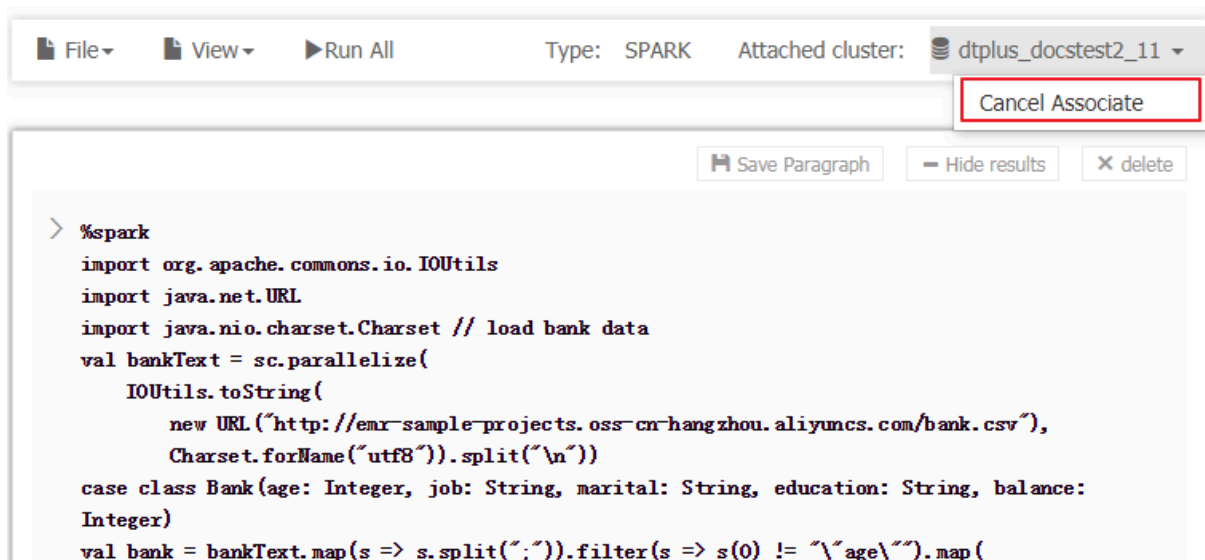 File View Run All Type: SPARK Attached cluster: dtplus_docstest2_11
Cancel Associate
Save Paragraph Hide results delete
%spark
import org.apache.commons.io.IOUtils
import java.net.URL
import java.nio.charset.Charset // load bank data
val bankText = sc.parallelize(
IOUtils.toString(
new URL("http://emr-sample-projects.oss-cn-hangzhou.aliyuncs.com/bank.csv"),
Charset.forName("utf8")).split("\n"))
case class Bank(age: Integer, job: String, marital: String, education: String, balance:
Integer)
val bank = bankText.map(s => s.split(";")).filter(s => s(0) != "\"age\"").map(